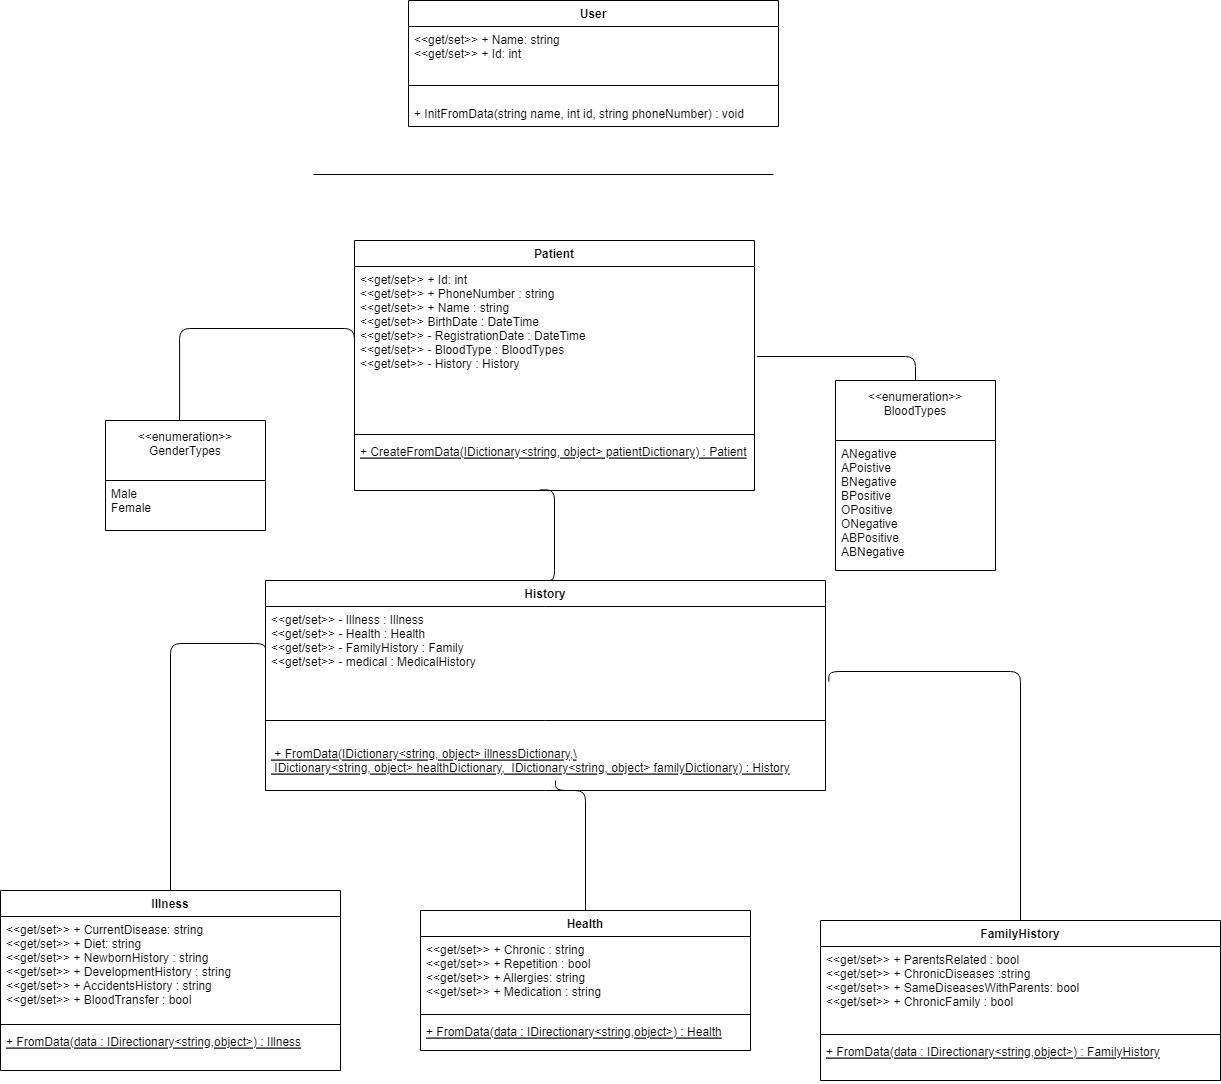 User
<<get/set>> + Name: string
<<get/set>> + Id: int
+ InitFromData(string name, int id, string phoneNumber) : void
Patient
<<get/set>> + Id: int
<<get/set>> + PhoneNumber : string
<<get/set>> + Name : string
<<get/set>> BirthDate : DateTime
<<get/set>> - RegistrationDate : DateTime
<<get/set>> - BloodType : BloodTypes
<<get/set>> - History : History
+ CreateFromData(IDictionary<string, object> patientDictionary) : Patient
<<enumeration>>
GenderTypes
Male
Female
<<enumeration>>
BloodTypes
ANegative
APoistive
BNegative
BPositive
OPositive
ONegative
ABPositive
ABNegative
History
<<get/set>> - Illness : Illness
<<get/set>> - Health : Health
<<get/set>> - FamilyHistory : Family
<<get/set>> - medical : MedicalHistory
+ FromData(IDictionary<string, object> illnessDictionary,\
IDictionary<string, object> healthDictionary,  IDictionary<string, object> familyDictionary) : History
Illness
<<get/set>> + CurrentDisease: string
<<get/set>> + Diet: string
<<get/set>> + NewbornHistory : string
<<get/set>> + DevelopmentHistory : string
<<get/set>> + AccidentsHistory : string
<<get/set>> + BloodTransfer : bool
+ FromData(data : IDirectionary<string,object>) : Illness
Health
<<get/set>> + Chronic : string
<<get/set>> + Repetition : bool
<<get/set>> + Allergies: string
<<get/set>> + Medication : string
+ FromData(data : IDirectionary<string,object>) : Health
FamilyHistory
<<get/set>> + ParentsRelated : bool
<<get/set>> + ChronicDiseases :string
<<get/set>> + SameDiseasesWithParents: bool
<<get/set>> + ChronicFamily : bool
+ FromData(data : IDirectionary<string,object>) : FamilyHistory